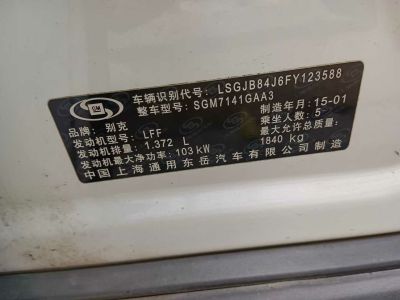 车辆识别代号: LSGJB84J6FY123588
整车型号: SGM7141GAA3
品牌: 别克 制造年月: 15-01
发动机型号: LFF 乘坐人数: 5
发动机排量: 1.372 L 最大允许总质量:
发动机最大净功率: 103 kW 1840 kg
中国上海通用东岳汽车有限公司制造
GM